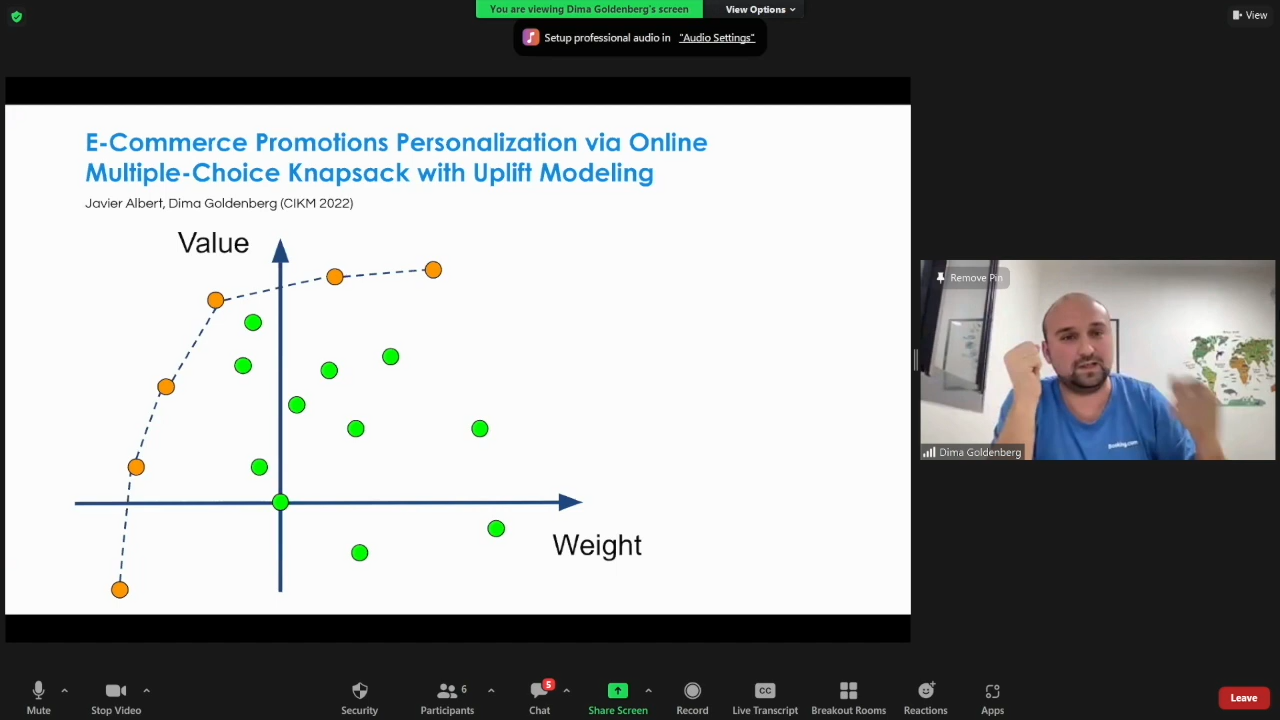 You are viewing Dima Goldenberg's screen
View Options
View
Setup professional audio in "Audio Settings"
E-Commerce Promotions Personalization via Online
Multiple-Choice Knapsack with Uplift Modeling
Javier Albert, Dima Goldenberg (CIKM 2022)
Value
Weight
Remove Pin
Booking.com
Dima Goldenberg
Mute
Stop Video
Security
6
Participants
5
Chat
Share Screen
Record
CC
Live Transcript
Breakout Rooms
Reactions
Apps
Leave